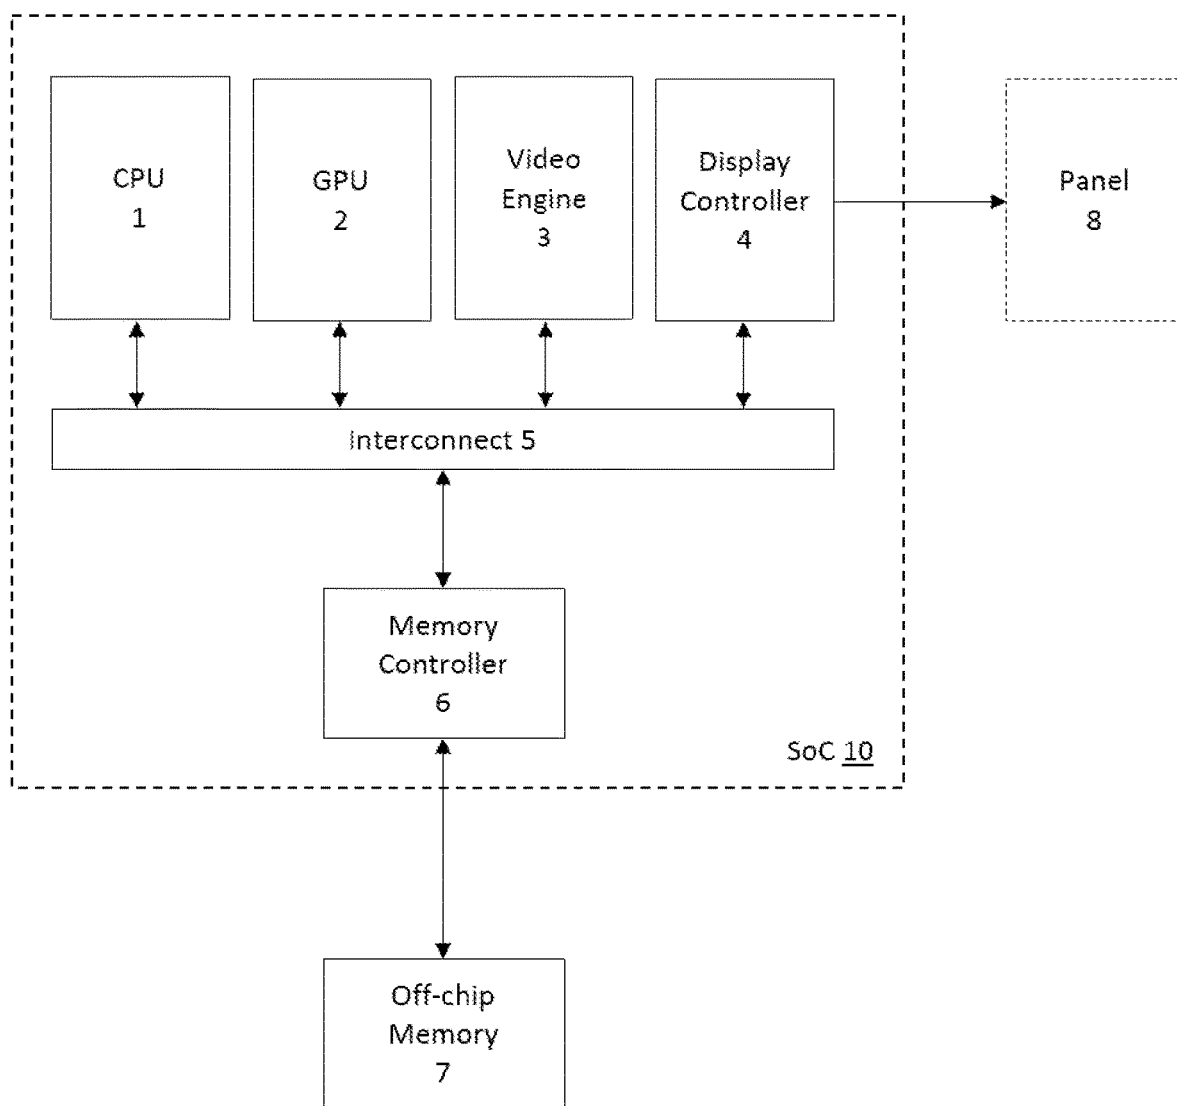 CPU
1
GPU
2
Video
Engine
3
Display
Controller
4
Panel
8
Interconnect 5
Memory
Controller
6
SoC 10
Off-chip
Memory
7